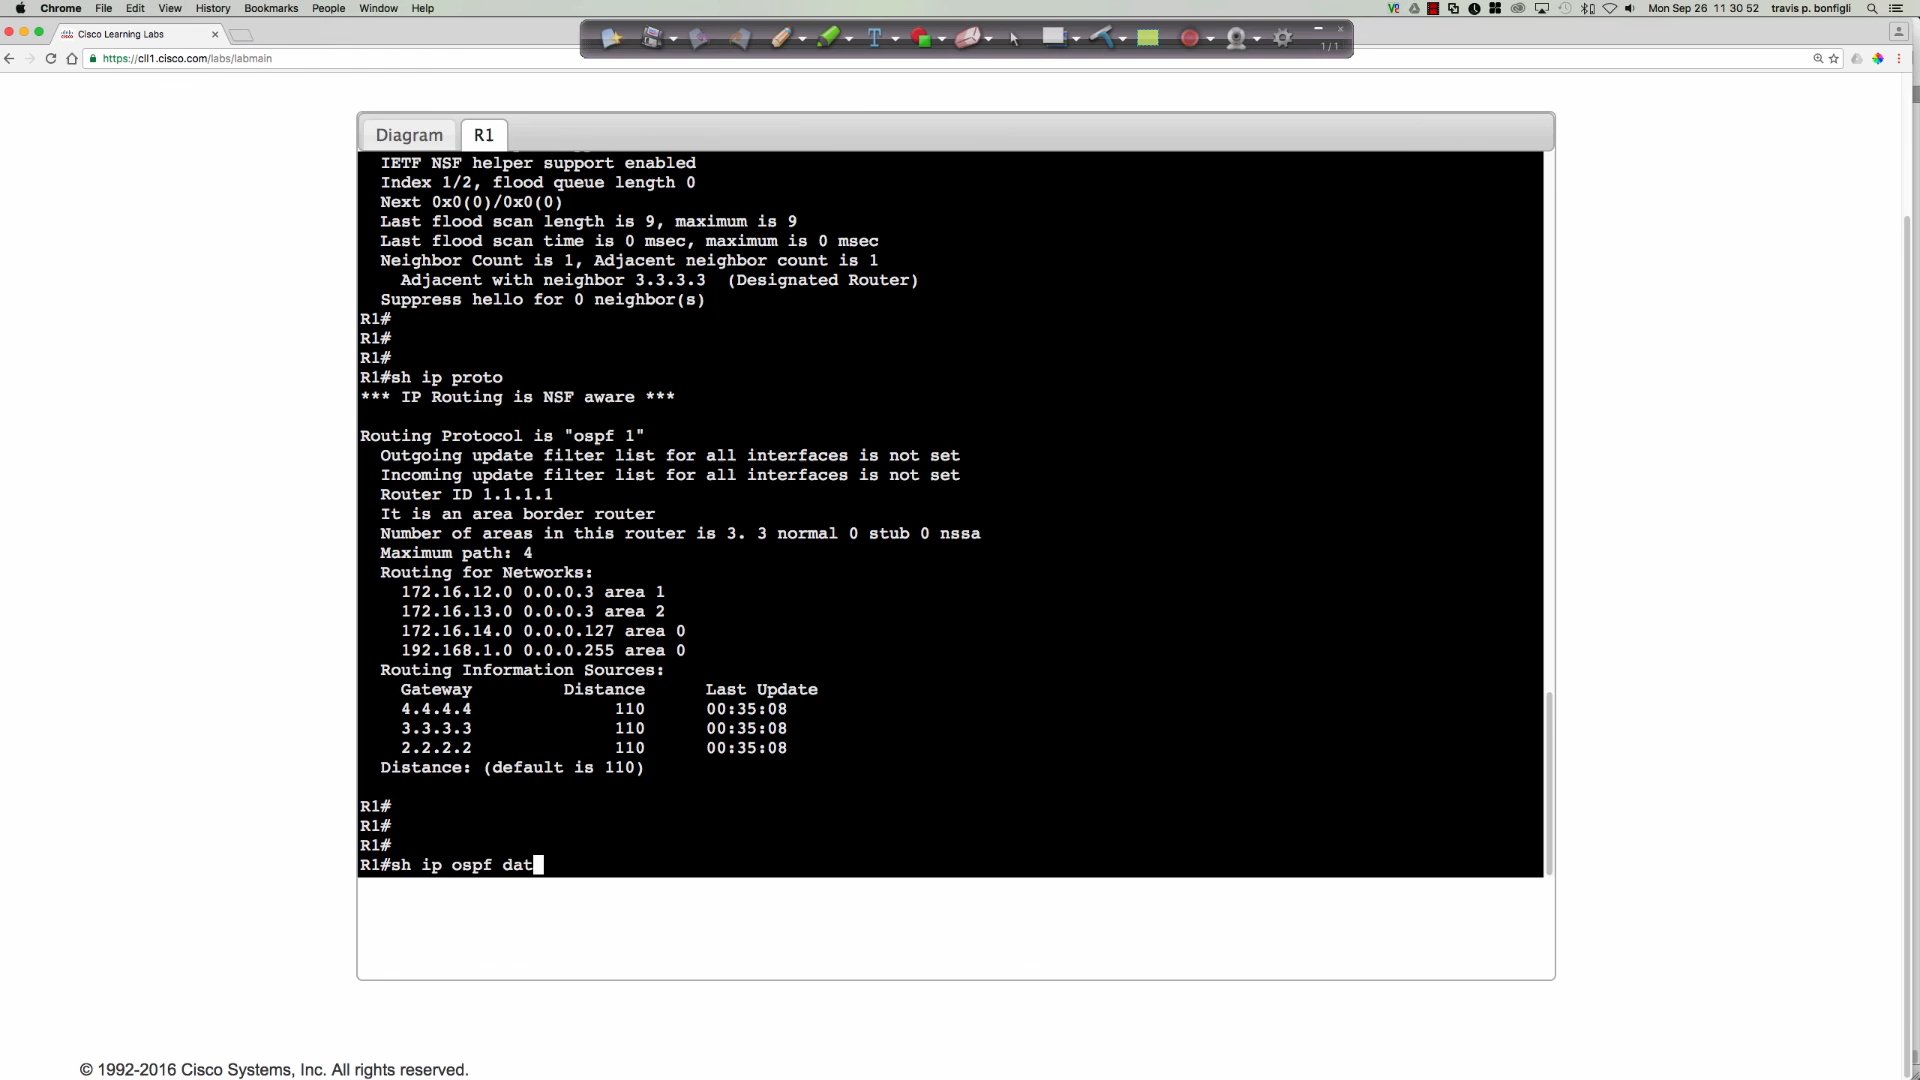 Chrome File Edit View History Bookmarks People Window Help
Mon Sep 26 11 30 52 travis p. bonfigli
Cisco Learning Labs
1/1
https://cll1.cisco.com/labs/labmain
Diagram R1
IETF NSF helper support enabled
Index 1/2, flood queue length 0
Next 0x0(0)/0x0(0)
Last flood scan length is 9, maximum is 9
Last flood scan time is 0 msec, maximum is 0 msec
Neighbor Count is 1, Adjacent neighbor count is 1
Adjacent with neighbor 3.3.3.3 (Designated Router)
Suppress hello for 0 neighbor(s)
R1#
R1#
R1#
R1#sh ip proto
*** IP Routing is NSF aware ***
Routing Protocol is "ospf 1"
Outgoing update filter list for all interfaces is not set
Incoming update filter list for all interfaces is not set
Router ID 1.1.1.1
It is an area border router
Number of areas in this router is 3. 3 normal 0 stub 0 nssa
Maximum path: 4
Routing for Networks:
172.16.12.0 0.0.0.3 area 1
172.16.13.0 0.0.0.3 area 2
172.16.14.0 0.0.0.127 area 0
192.168.1.0 0.0.0.255 area 0
Routing Information Sources:
Gateway Distance Last Update
4.4.4.4 110 00:35:08
3.3.3.3 110 00:35:08
2.2.2.2 110 00:35:08
Distance: (default is 110)
R1#
R1#
R1#
R1#sh ip ospf dat
© 1992-2016 Cisco Systems, Inc. All rights reserved.